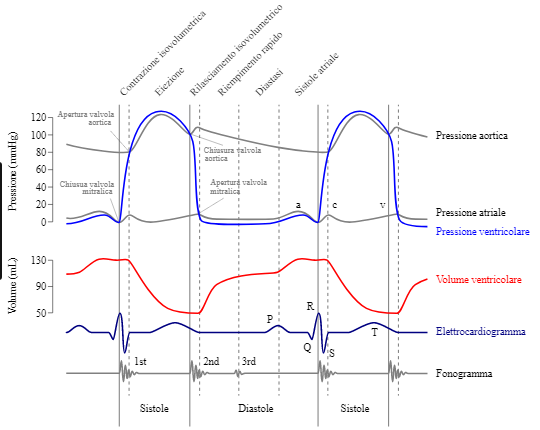 Contrazione isovolumetrica
Eiezione
Rilasciamento isovolumetrico
Riempimento rapido
Diastasi
Sistole atriale
Pressione (mmHg)
120
100
80
60
40
20
0
Apertura valvola
aortica
Chiusura valvola
aortica
Chiusa valvola
mitralica
Apertura valvola
mitralica
a
c
v
Pressione aortica
Pressione atriale
Pressione ventricolare
Volume (mL)
130
90
50
Volume ventricolare
P
R
Q
S
T
Elettrocardiogramma
1st
2nd
3rd
Fonogramma
Sistole
Diastole
Sistole